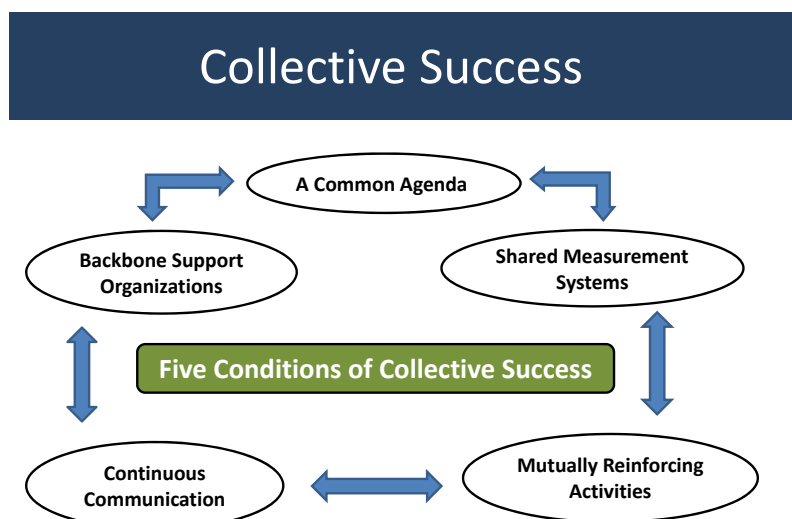 Collective Success
A Common Agenda
Backbone Support
Organizations
Shared Measurement
Systems
Five Conditions of Collective Success
Continuous
Communication
Mutually Reinforcing
Activities